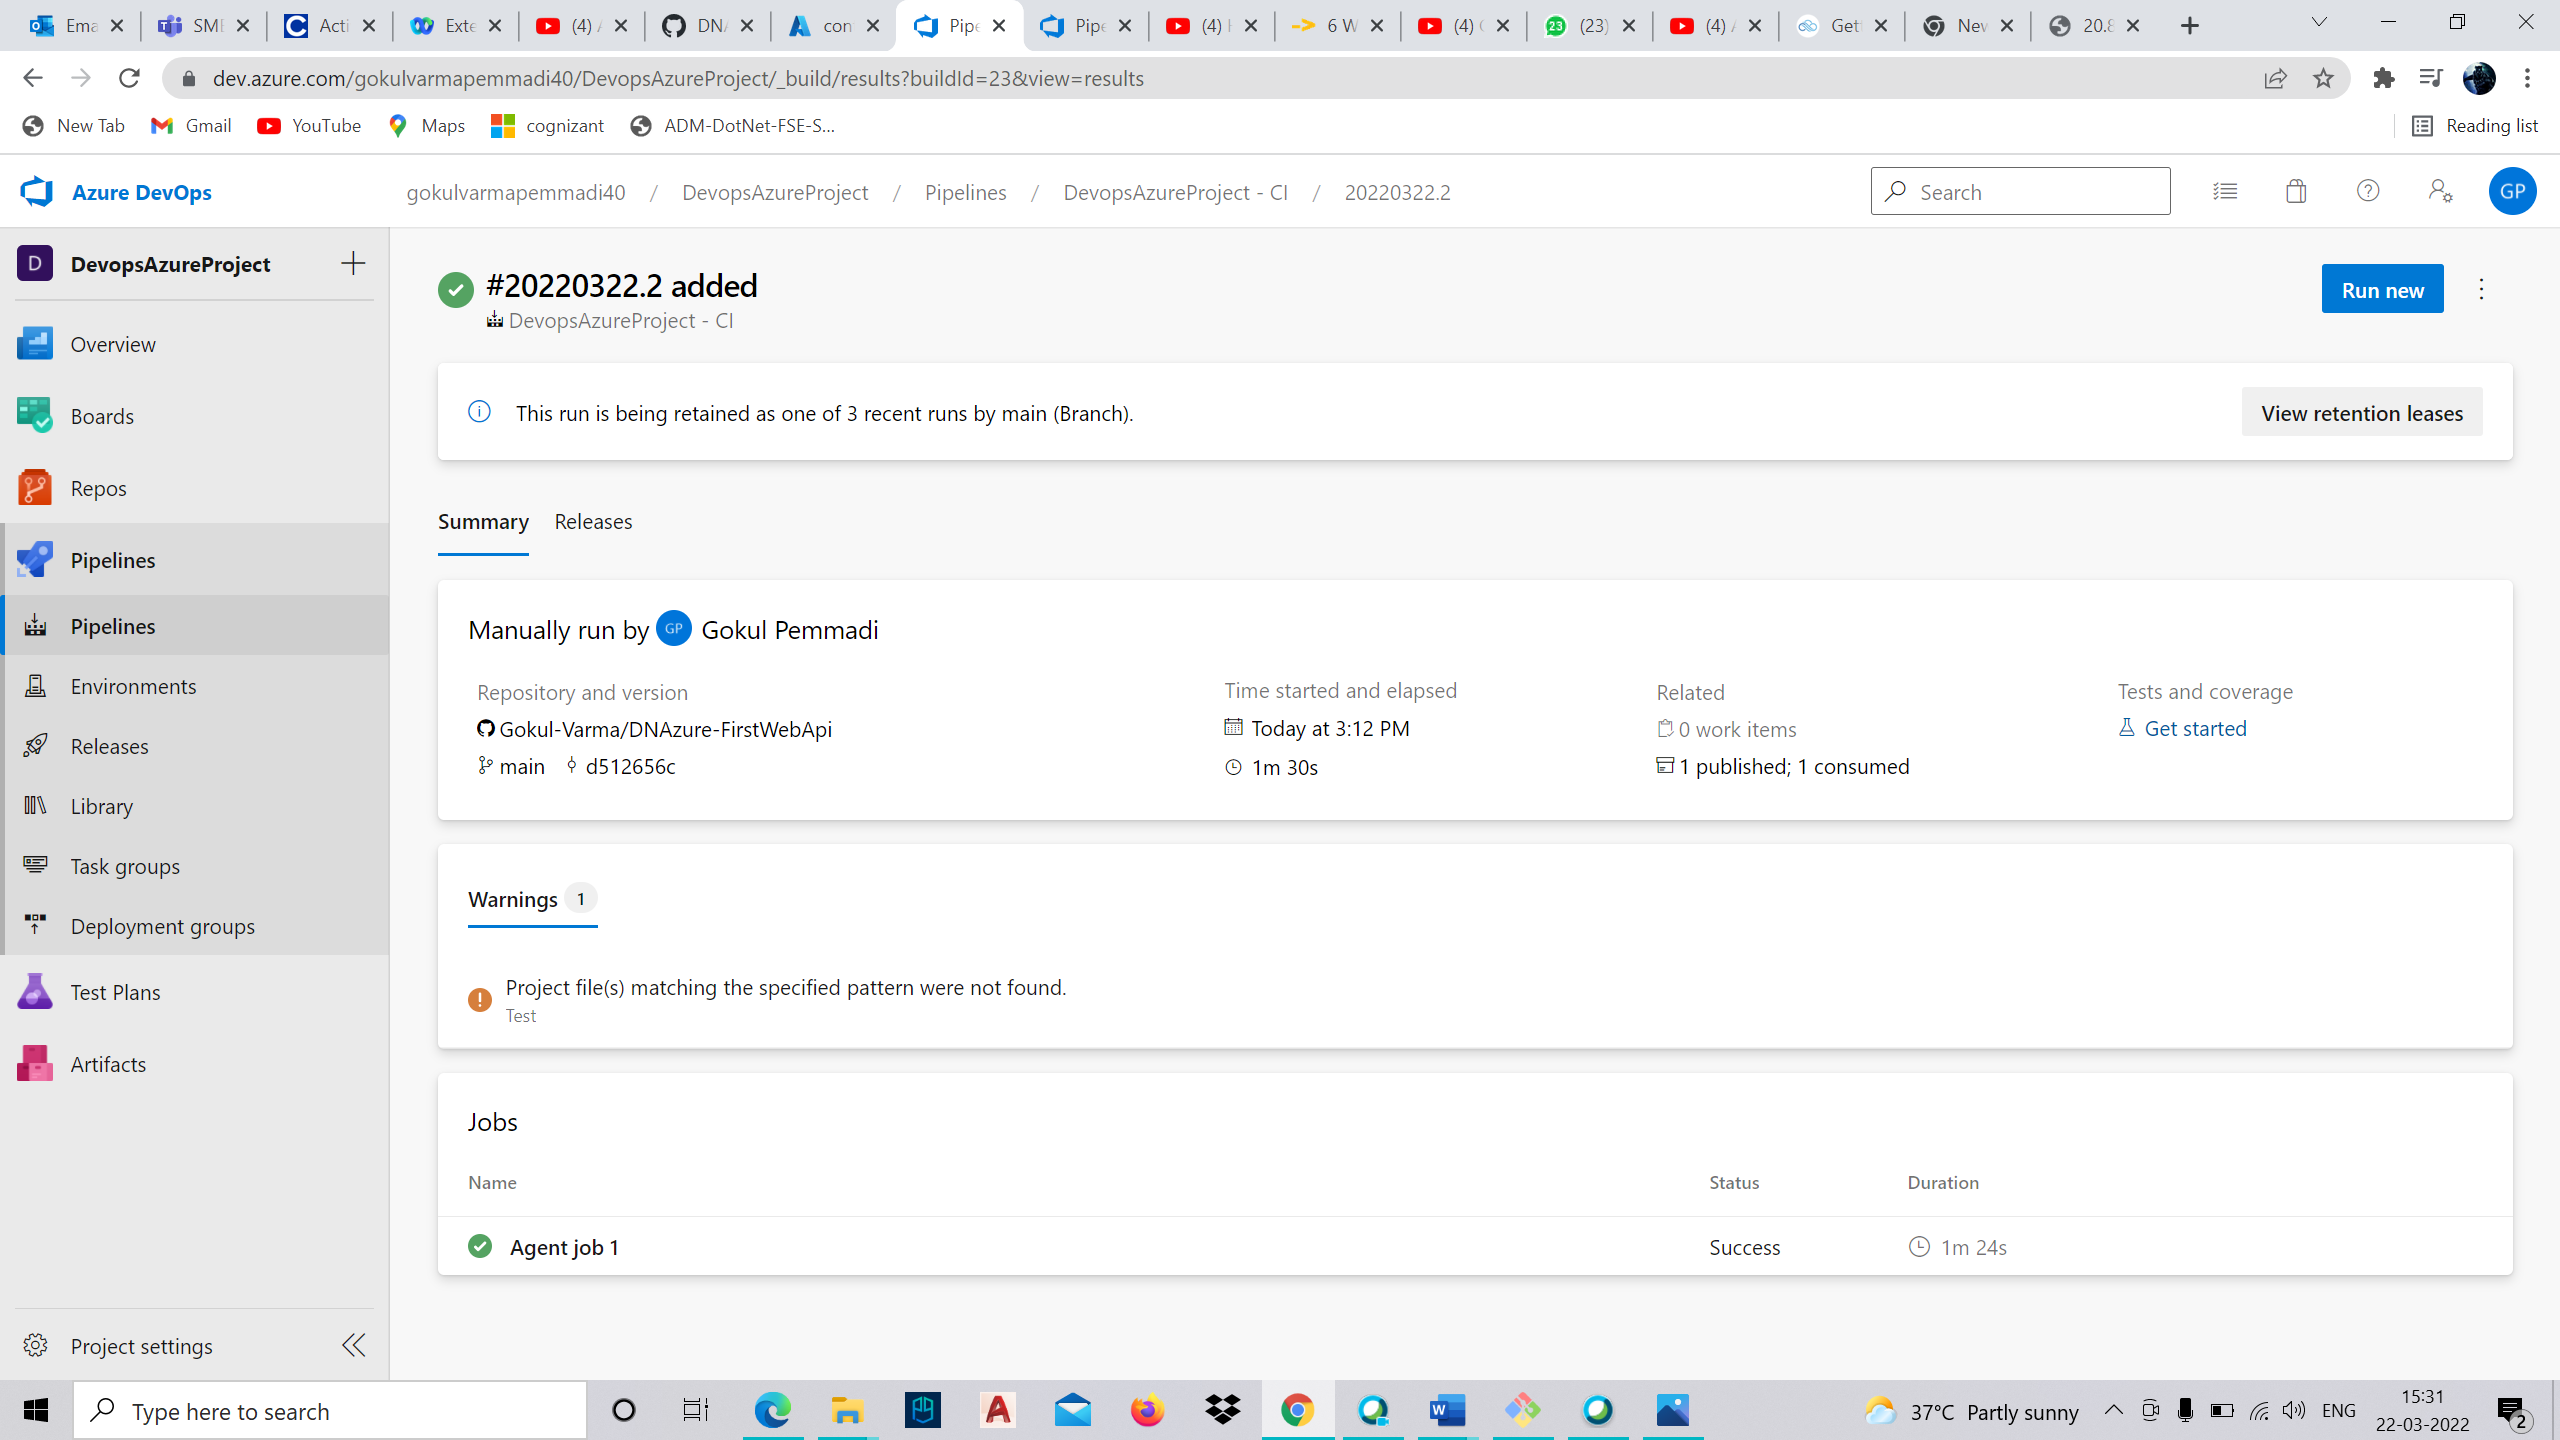 Ema
SMI
Acti
Exte
(4) A
DNA
con
Pipe
Pipe
(4)
6 W
(4)
(23)
(4) A
Get
New
20.8
dev.azure.com/gokulvarmapemmadi40/DevopsAzureProject/_build/results?buildId=23&view=results
New Tab
Gmail
YouTube
Maps
cognizant
ADM-DotNet-FSE-S...
Reading list
Azure DevOps
gokulvarmapemmadi40 / DevopsAzureProject / Pipelines / DevopsAzureProject - CI / 20220322.2
Search
GP
D DevopsAzureProject
Overview
Boards
Repos
Pipelines
Pipelines
Environments
Releases
Library
Task groups
Deployment groups
Test Plans
Artifacts
Project settings
#20220322.2 added
DevopsAzureProject - CI
Run new
This run is being retained as one of 3 recent runs by main (Branch).
View retention leases
Summary
Releases
Manually run by GP Gokul Pemmadi
Repository and version
Gokul-Varma/DNAzure-FirstWebApi
main d512656c
Time started and elapsed
Today at 3:12 PM
1m 30s
Related
0 work items
1 published; 1 consumed
Tests and coverage
Get started
Warnings 1
Project file(s) matching the specified pattern were not found.
Test
Jobs
Name Status Duration
Agent job 1 Success 1m 24s
Type here to search
37°C Partly sunny
ENG
15:31
22-03-2022
2